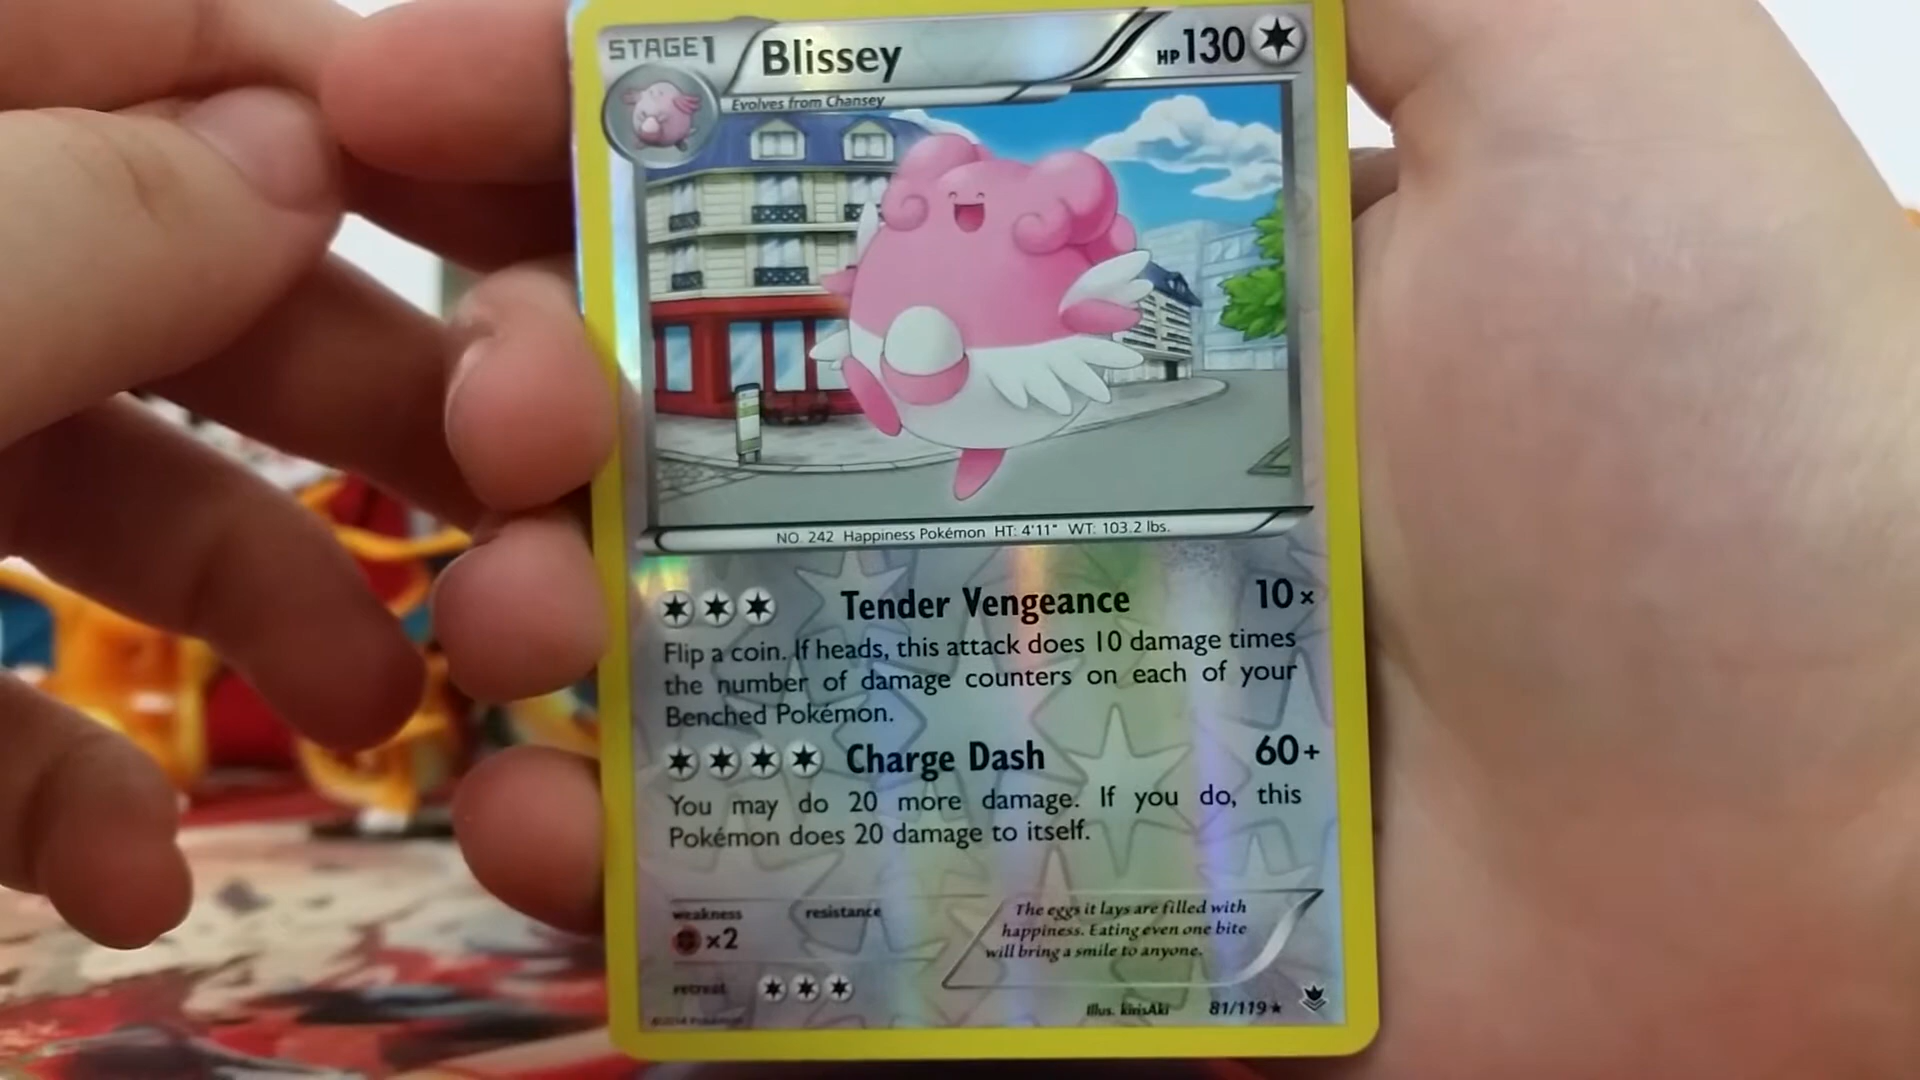 STAGE1 Blissey HP130
Evolves from Chansey
NO. 242 Happiness Pokémon HT: 4'11" WT: 103.2 lbs.
Tender Vengeance 10×
Flip a coin. If heads, this attack does 10 damage times
the number of damage counters on each of your
Benched Pokémon.
Charge Dash 60+
You may do 20 more damage. If you do, this
Pokémon does 20 damage to itself.
weakness resistance
×2
The eggs it lays are filled with
happiness. Eating even one bite
will bring a smile to anyone.
retreat
Illus. kirisAki 81/119
©2014 Pokémon